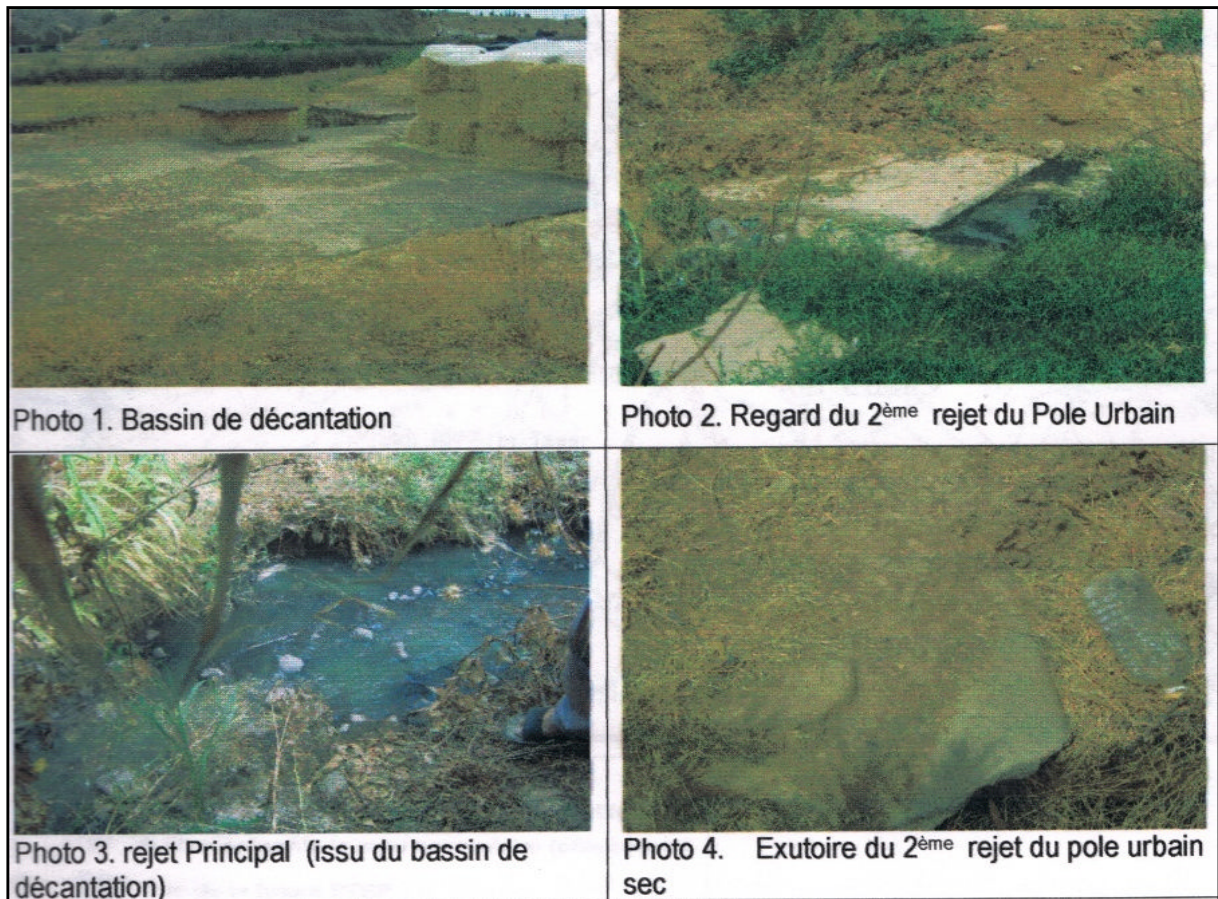 Photo 1. Bassin de décantation
Photo 2. Regard du 2ème rejet du Pole Urbain
Photo 3. rejet Principal (issu du bassin de
décantation)
Photo 4. Exutoire du 2ème rejet du pole urbain
sec